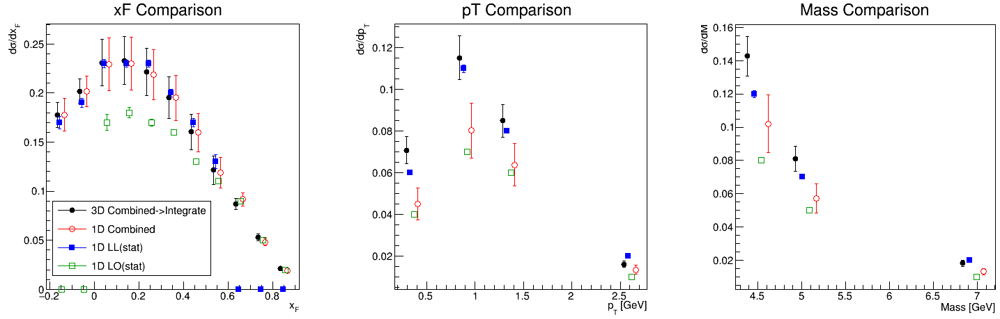 xF Comparison
dσ/dx_F
0.25
0.2
0.15
0.1
0.05
0
3D Combined->Integrate
1D Combined
1D LL(stat)
1D LO(stat)
−0.2 0 0.2 0.4 0.6 0.8
x_F
pT Comparison
dσ/dp_T
0.12
0.1
0.08
0.06
0.04
0.02
0.5 1 1.5 2 2.5
p_T [GeV]
Mass Comparison
dσ/dM
0.16
0.14
0.12
0.1
0.08
0.06
0.04
0.02
4.5 5 5.5 6 6.5 7
Mass [GeV]